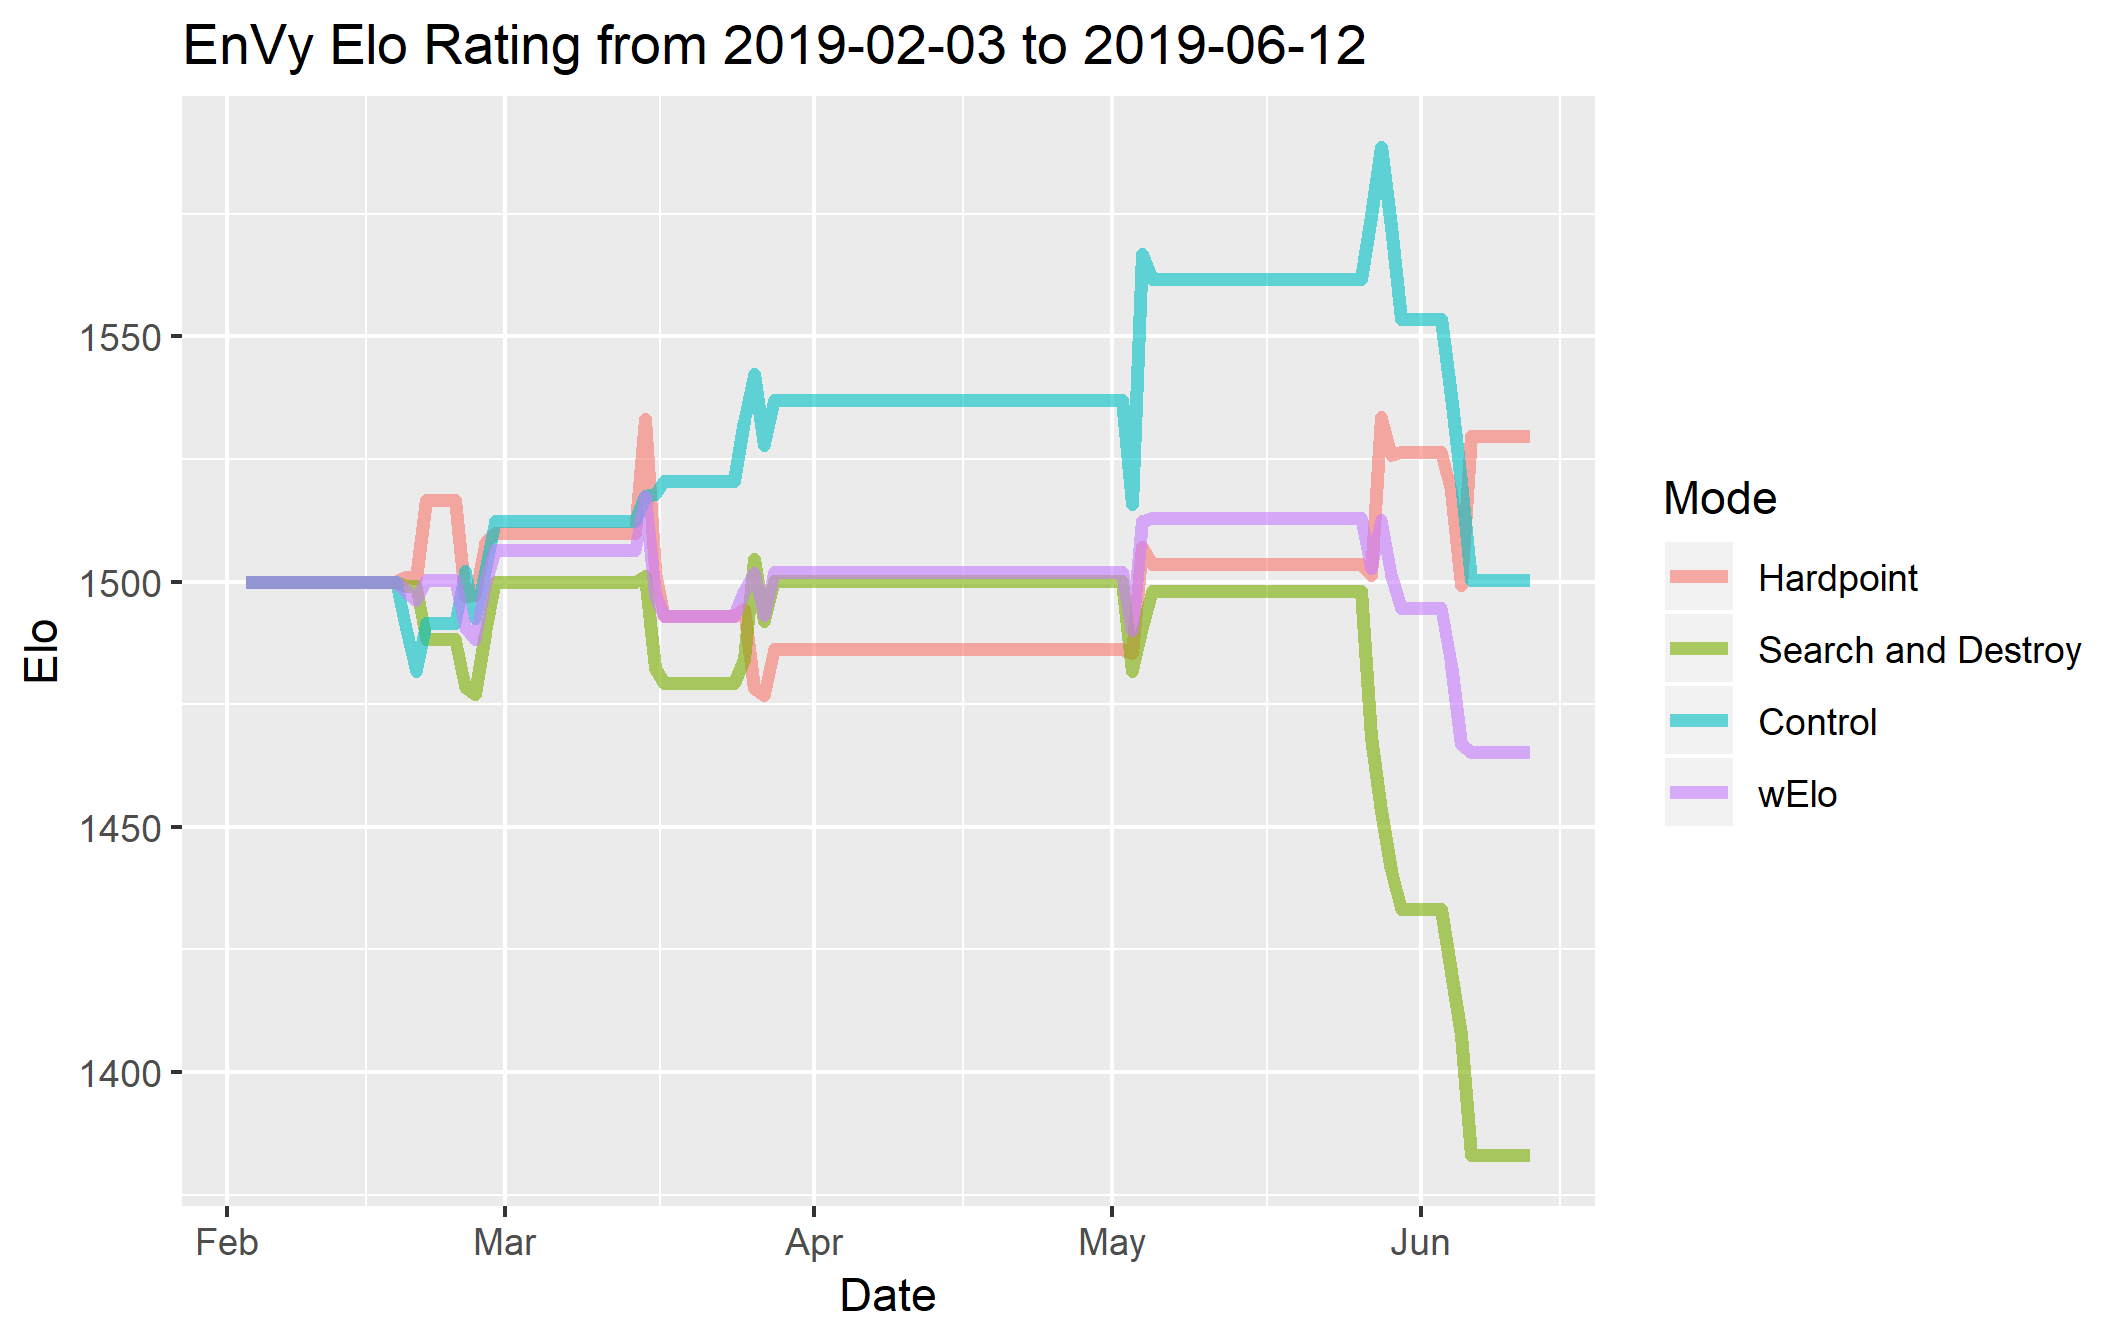 EnVy Elo Rating from 2019-02-03 to 2019-06-12
Elo
1550
1500
1450
1400
Feb
Mar
Apr
May
Jun
Date
Mode
Hardpoint
Search and Destroy
Control
wElo